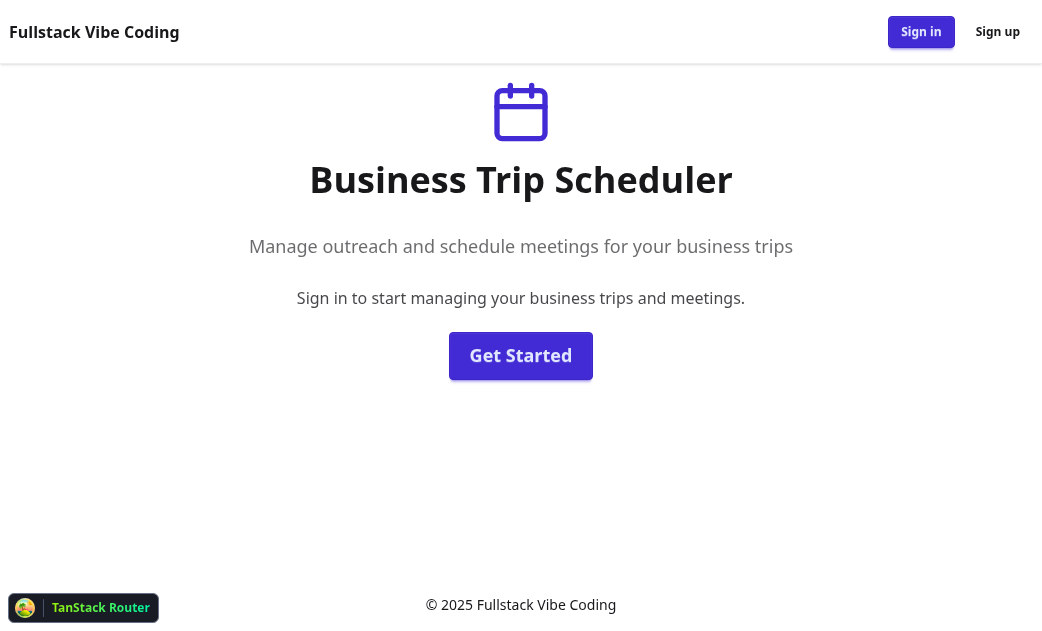 Fullstack Vibe Coding
Sign in
Sign up
Business Trip Scheduler
Manage outreach and schedule meetings for your business trips
Sign in to start managing your business trips and meetings.
Get Started
TanStack Router
© 2025 Fullstack Vibe Coding